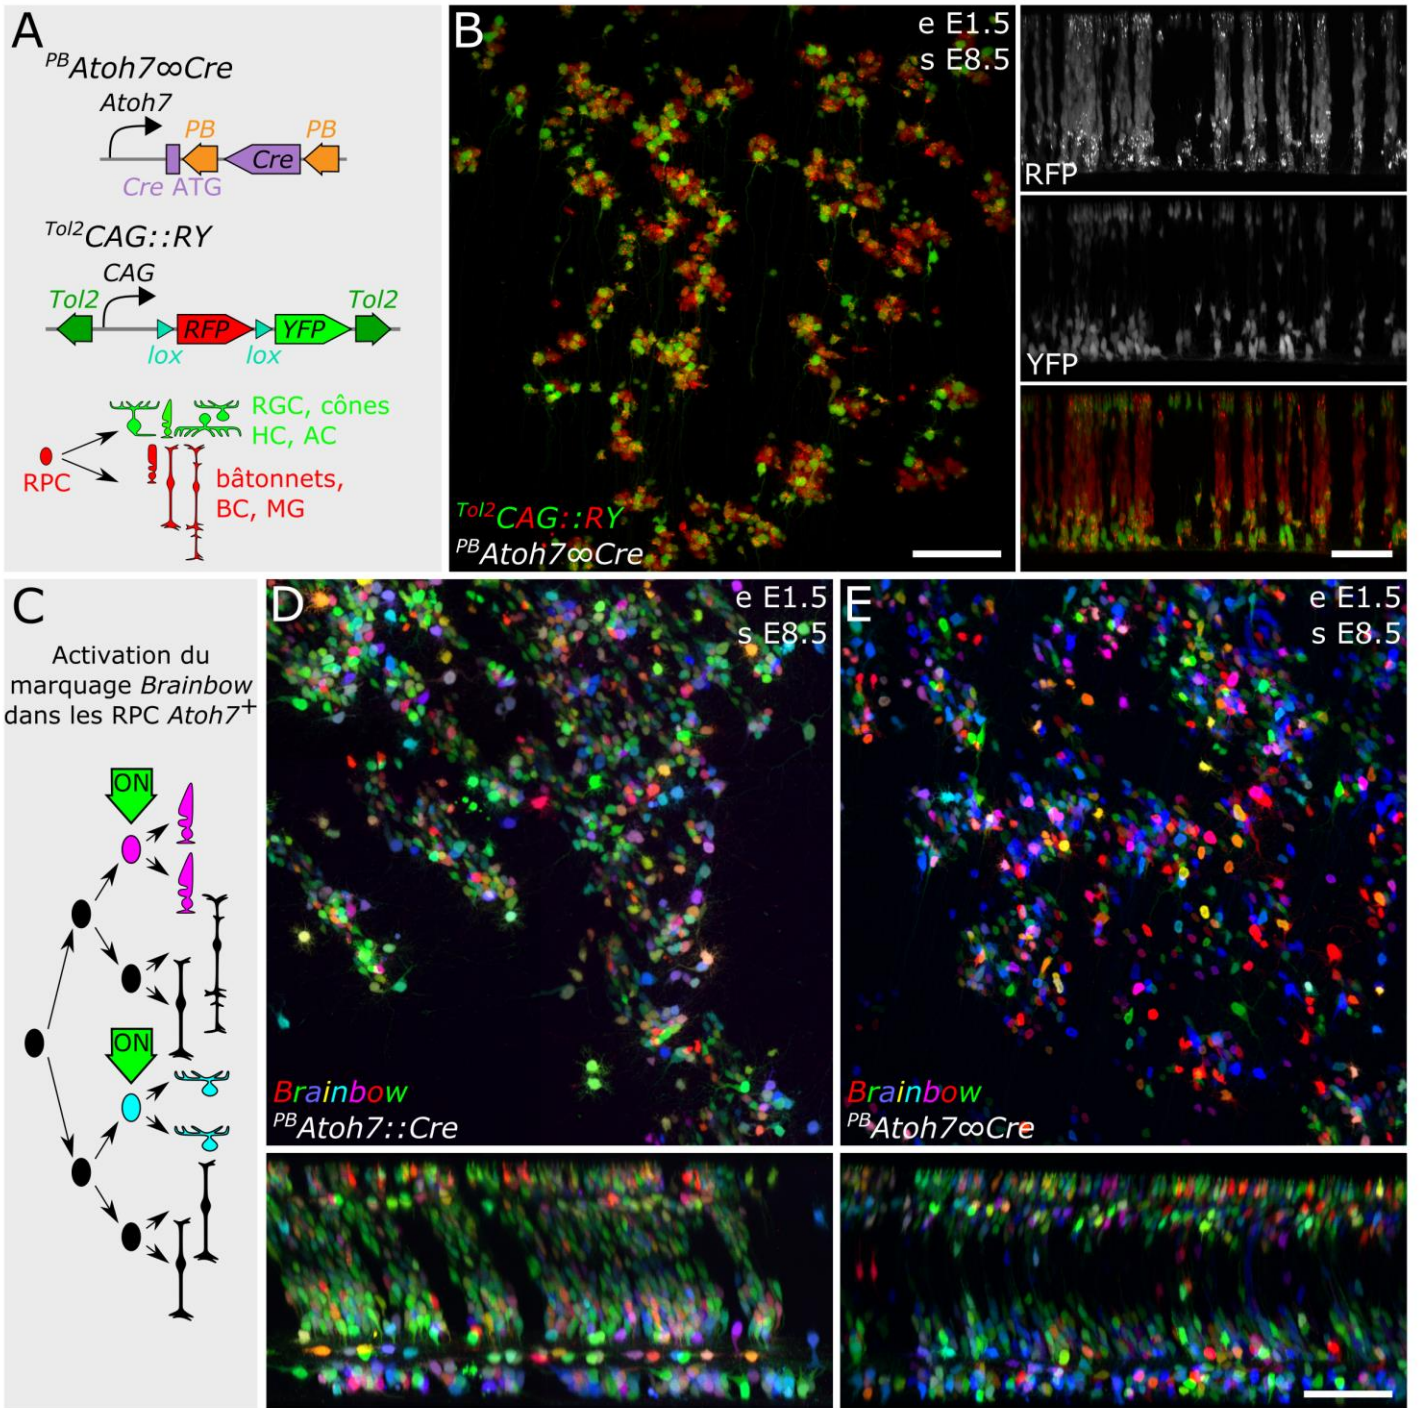 A
PBAtoh7∞Cre
Atoh7
PB
PB
Cre
Cre ATG
Tol2CAG::RY
CAG
Tol2
Tol2
RFP
YFP
lox
lox
RGC, cônes
HC, AC
RPC
bâtonnets,
BC, MG
B
e E1.5
s E8.5
Tol2CAG::RY
PBAtoh7∞Cre
RFP
YFP
C
Activation du
marquage Brainbow
dans les RPC Atoh7+
ON
ON
D
e E1.5
s E8.5
Brainbow
PBAtoh7::Cre
E
e E1.5
s E8.5
Brainbow
PBAtoh7∞Cre